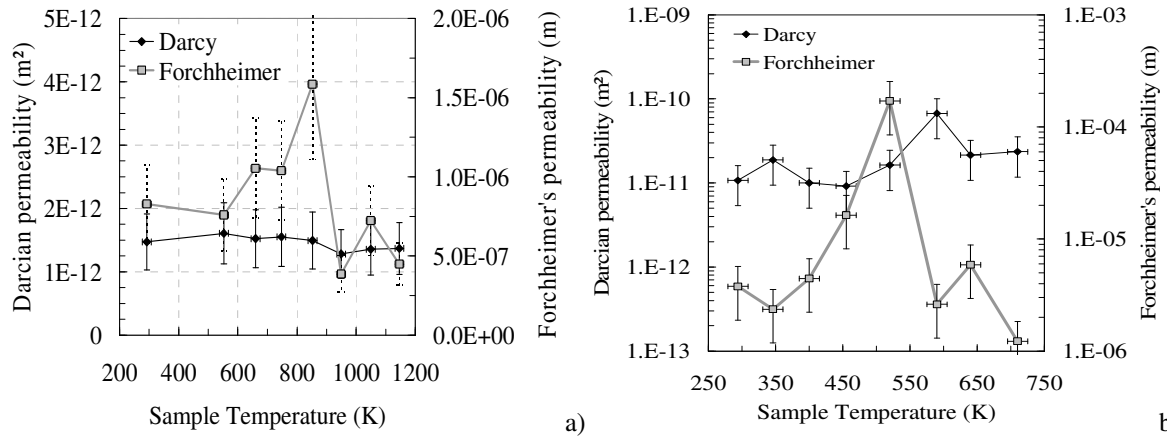 5E-12
4E-12
3E-12
2E-12
1E-12
0
Darcian permeability (m²)
Darcy
Forchheimer
2.0E-06
1.5E-06
1.0E-06
5.0E-07
0.0E+00
Forchheimer's permeability (m)
200 400 600 800 1000 1200
Sample Temperature (K)
a)
1.E-09
1.E-10
1.E-11
1.E-12
1.E-13
Darcian permeability (m²)
Darcy
Forchheimer
1.E-03
1.E-04
1.E-05
1.E-06
Forchheimer's permeability (m)
250 350 450 550 650 750
Sample Temperature (K)
b